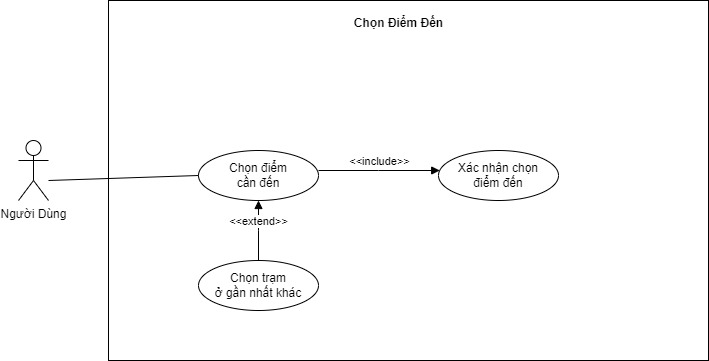 Chọn Điểm Đến
Người Dùng
Chọn điểm
cần đến
<<include>>
Xác nhận chọn
điểm đến
<<extend>>
Chọn trạm
ở gần nhất khác